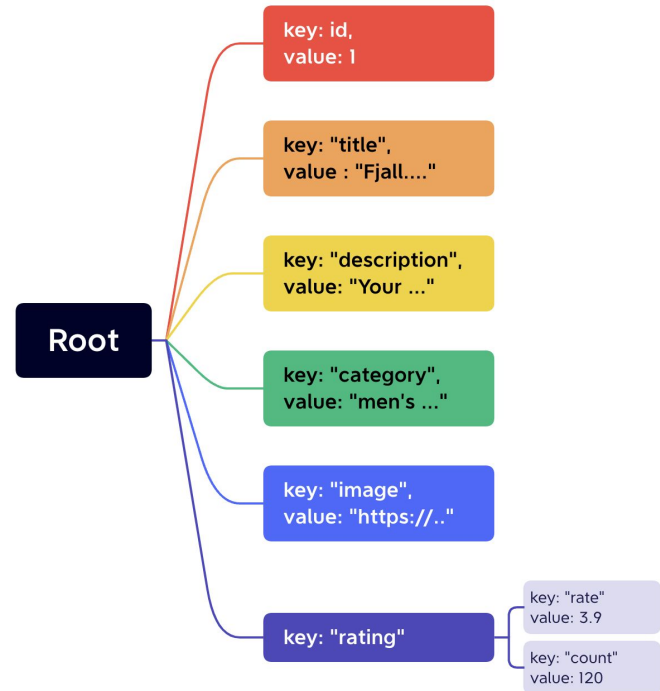 Root
key: id,
value: 1
key: "title",
value : "Fjall...."
key: "description",
value: "Your ..."
key: "category",
value: "men's ..."
key: "image",
value: "https://.."
key: "rating"
key: "rate"
value: 3.9
key: "count"
value: 120